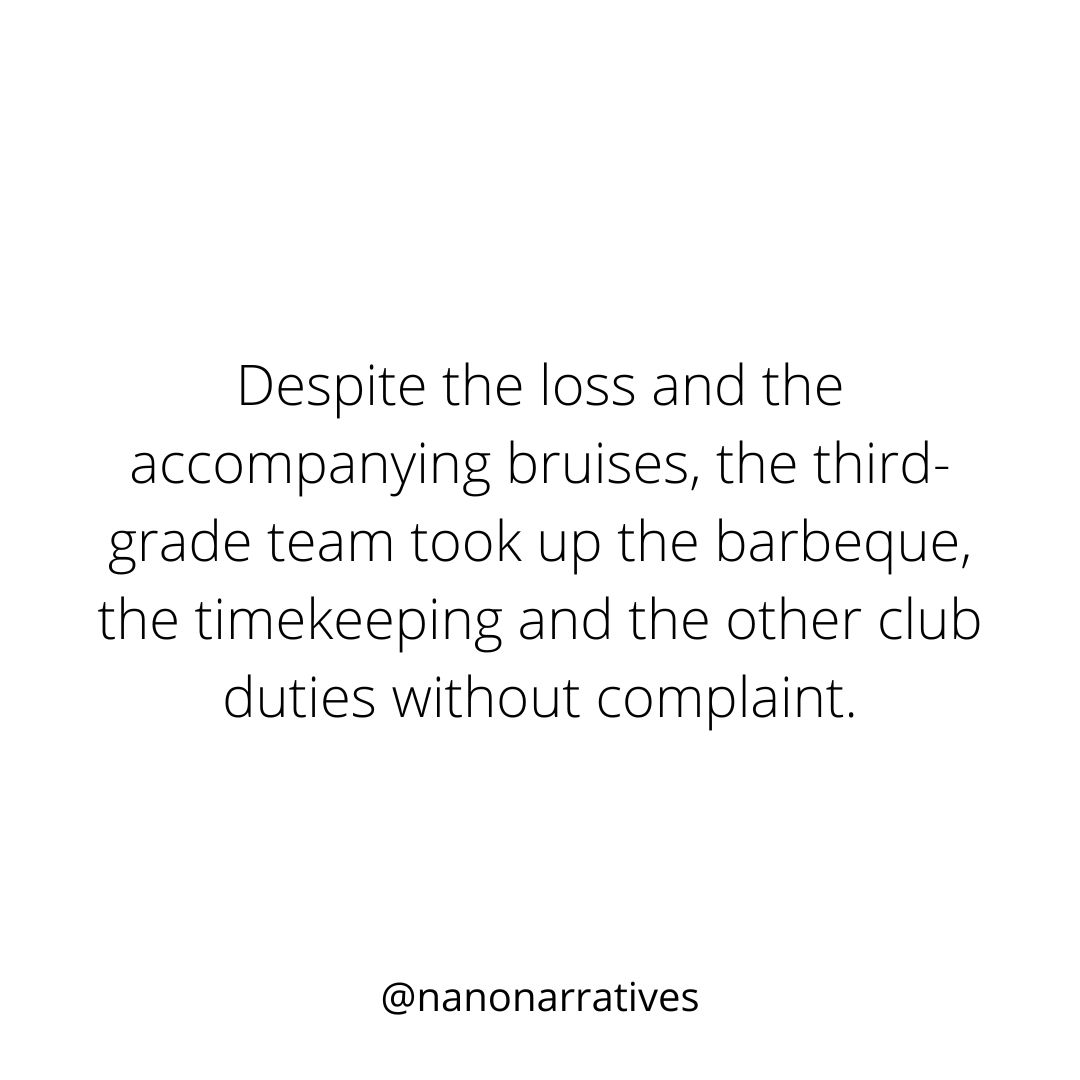 Despite the loss and the
accompanying bruises, the third-
grade team took up the barbeque,
the timekeeping and the other club
duties without complaint.
@nanonarratives